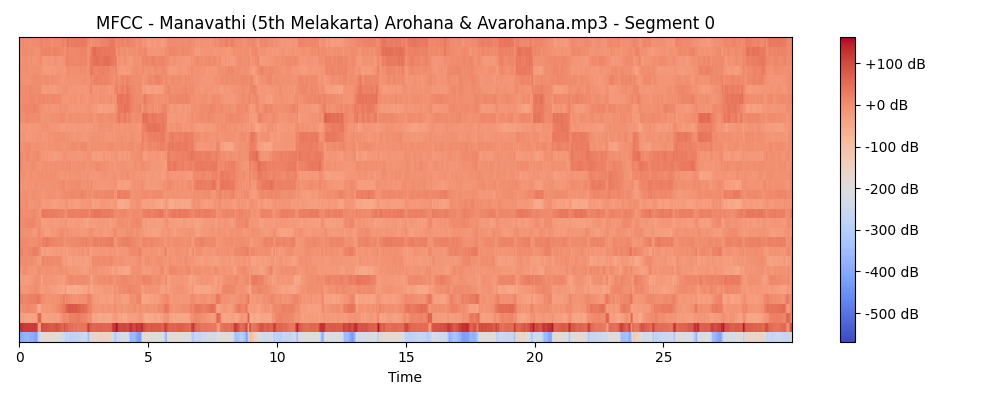 MFCC - Manavathi (5th Melakarta) Arohana & Avarohana.mp3 - Segment 0
+100 dB
+0 dB
-100 dB
-200 dB
-300 dB
-400 dB
-500 dB
0 5 10 15 20 25
Time